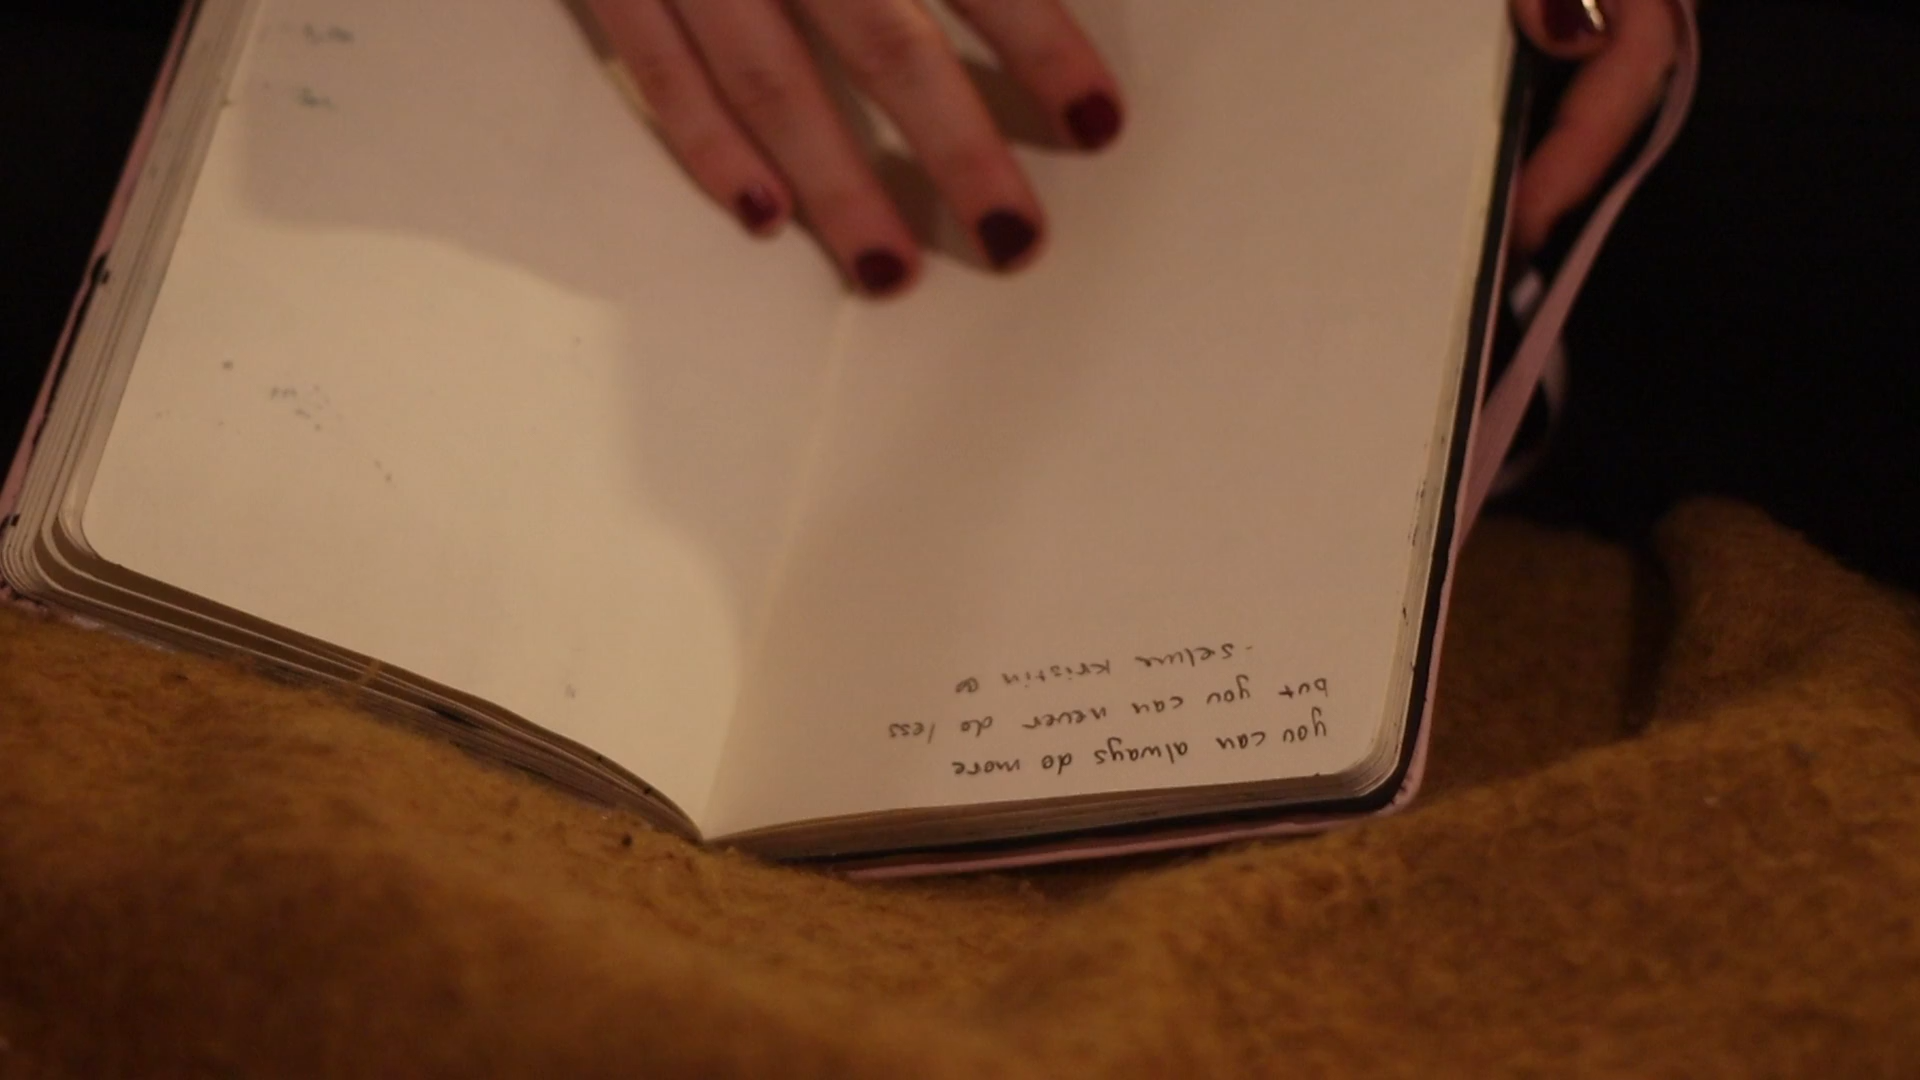 you can always do more
but you can never do less
- selma Kristin